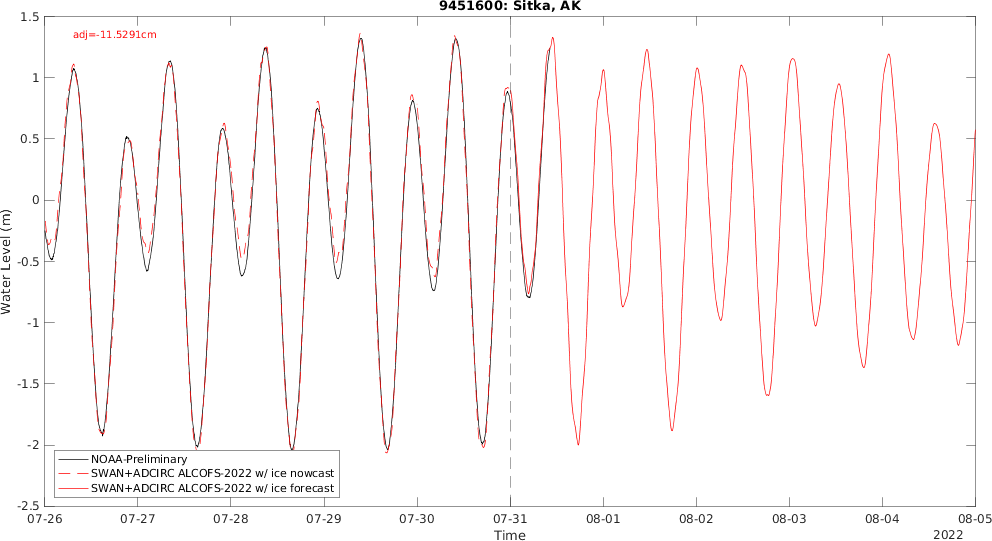 9451600: Sitka, AK
adj=-11.5291cm
1.5
1
0.5
0
-0.5
-1
-1.5
-2
-2.5
Water Level (m)
NOAA-Preliminary
SWAN+ADCIRC ALCOFS-2022 w/ ice nowcast
SWAN+ADCIRC ALCOFS-2022 w/ ice forecast
07-26 07-27 07-28 07-29 07-30 07-31 08-01 08-02 08-03 08-04 08-05
Time
2022